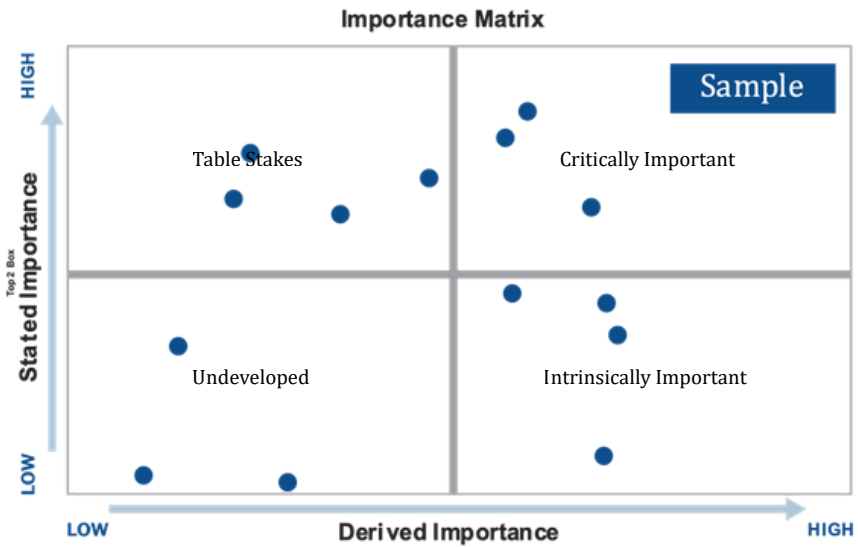 Importance Matrix
HIGH
Sample
Table Stakes
Critically Important
Top 2 Box
Stated Importance
Undeveloped
Intrinsically Important
LOW
LOW
Derived Importance
HIGH